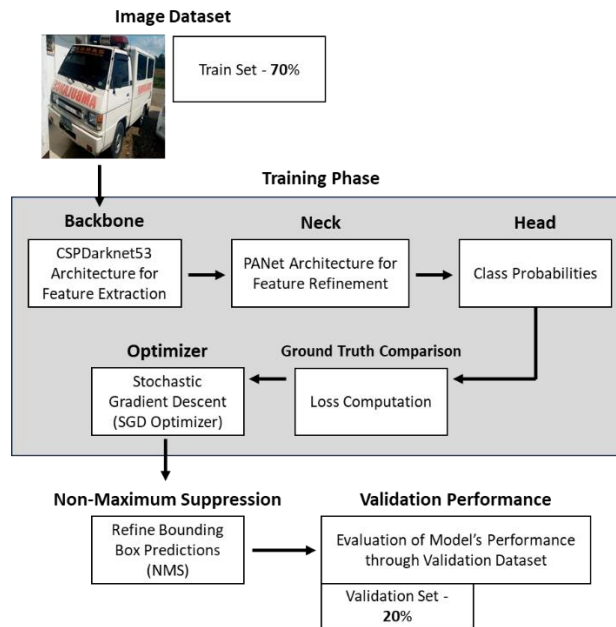 Image Dataset
Train Set - 70%
Training Phase
Backbone
CSPDarknet53
Architecture for
Feature Extraction
Neck
PANet Architecture for
Feature Refinement
Head
Class Probabilities
Optimizer
Stochastic
Gradient Descent
(SGD Optimizer)
Ground Truth Comparison
Loss Computation
Non-Maximum Suppression
Refine Bounding
Box Predictions
(NMS)
Validation Performance
Evaluation of Model's Performance
through Validation Dataset
Validation Set -
20%